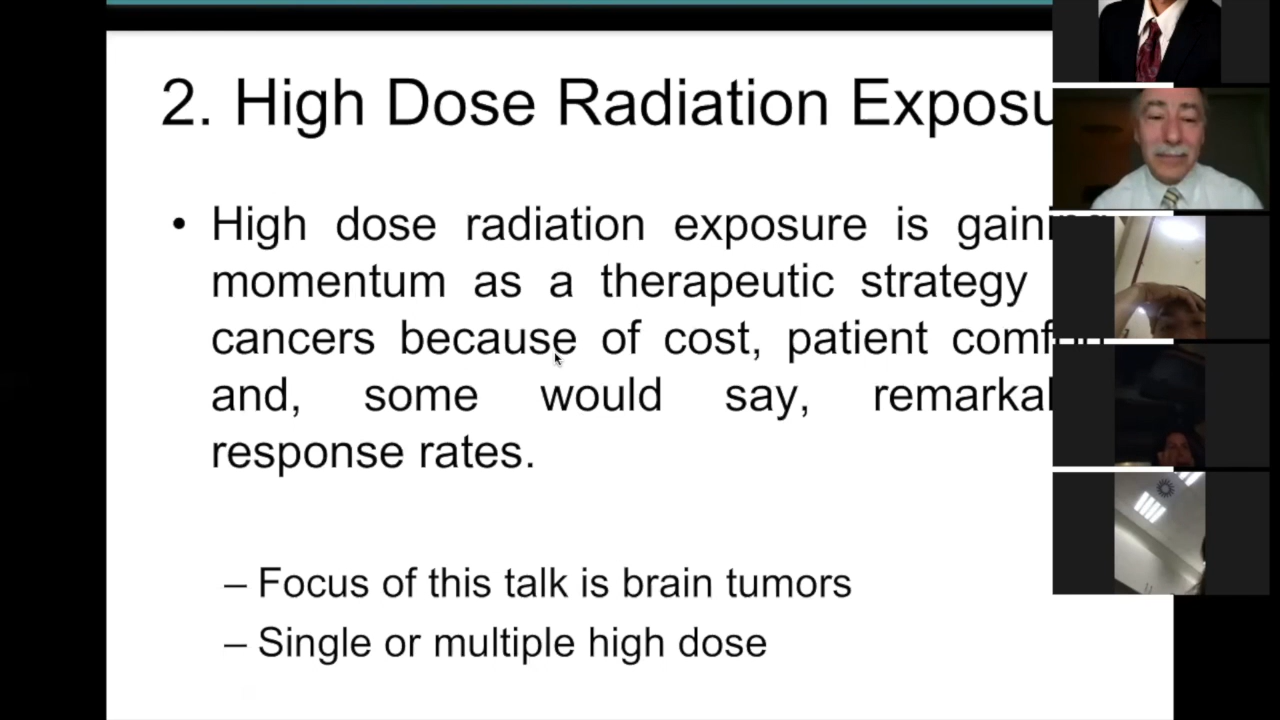 2. High Dose Radiation Exposu
• High dose radiation exposure is gaining
momentum as a therapeutic strategy
cancers because of cost, patient comf
and, some would say, remarkal
response rates.
– Focus of this talk is brain tumors
– Single or multiple high dose